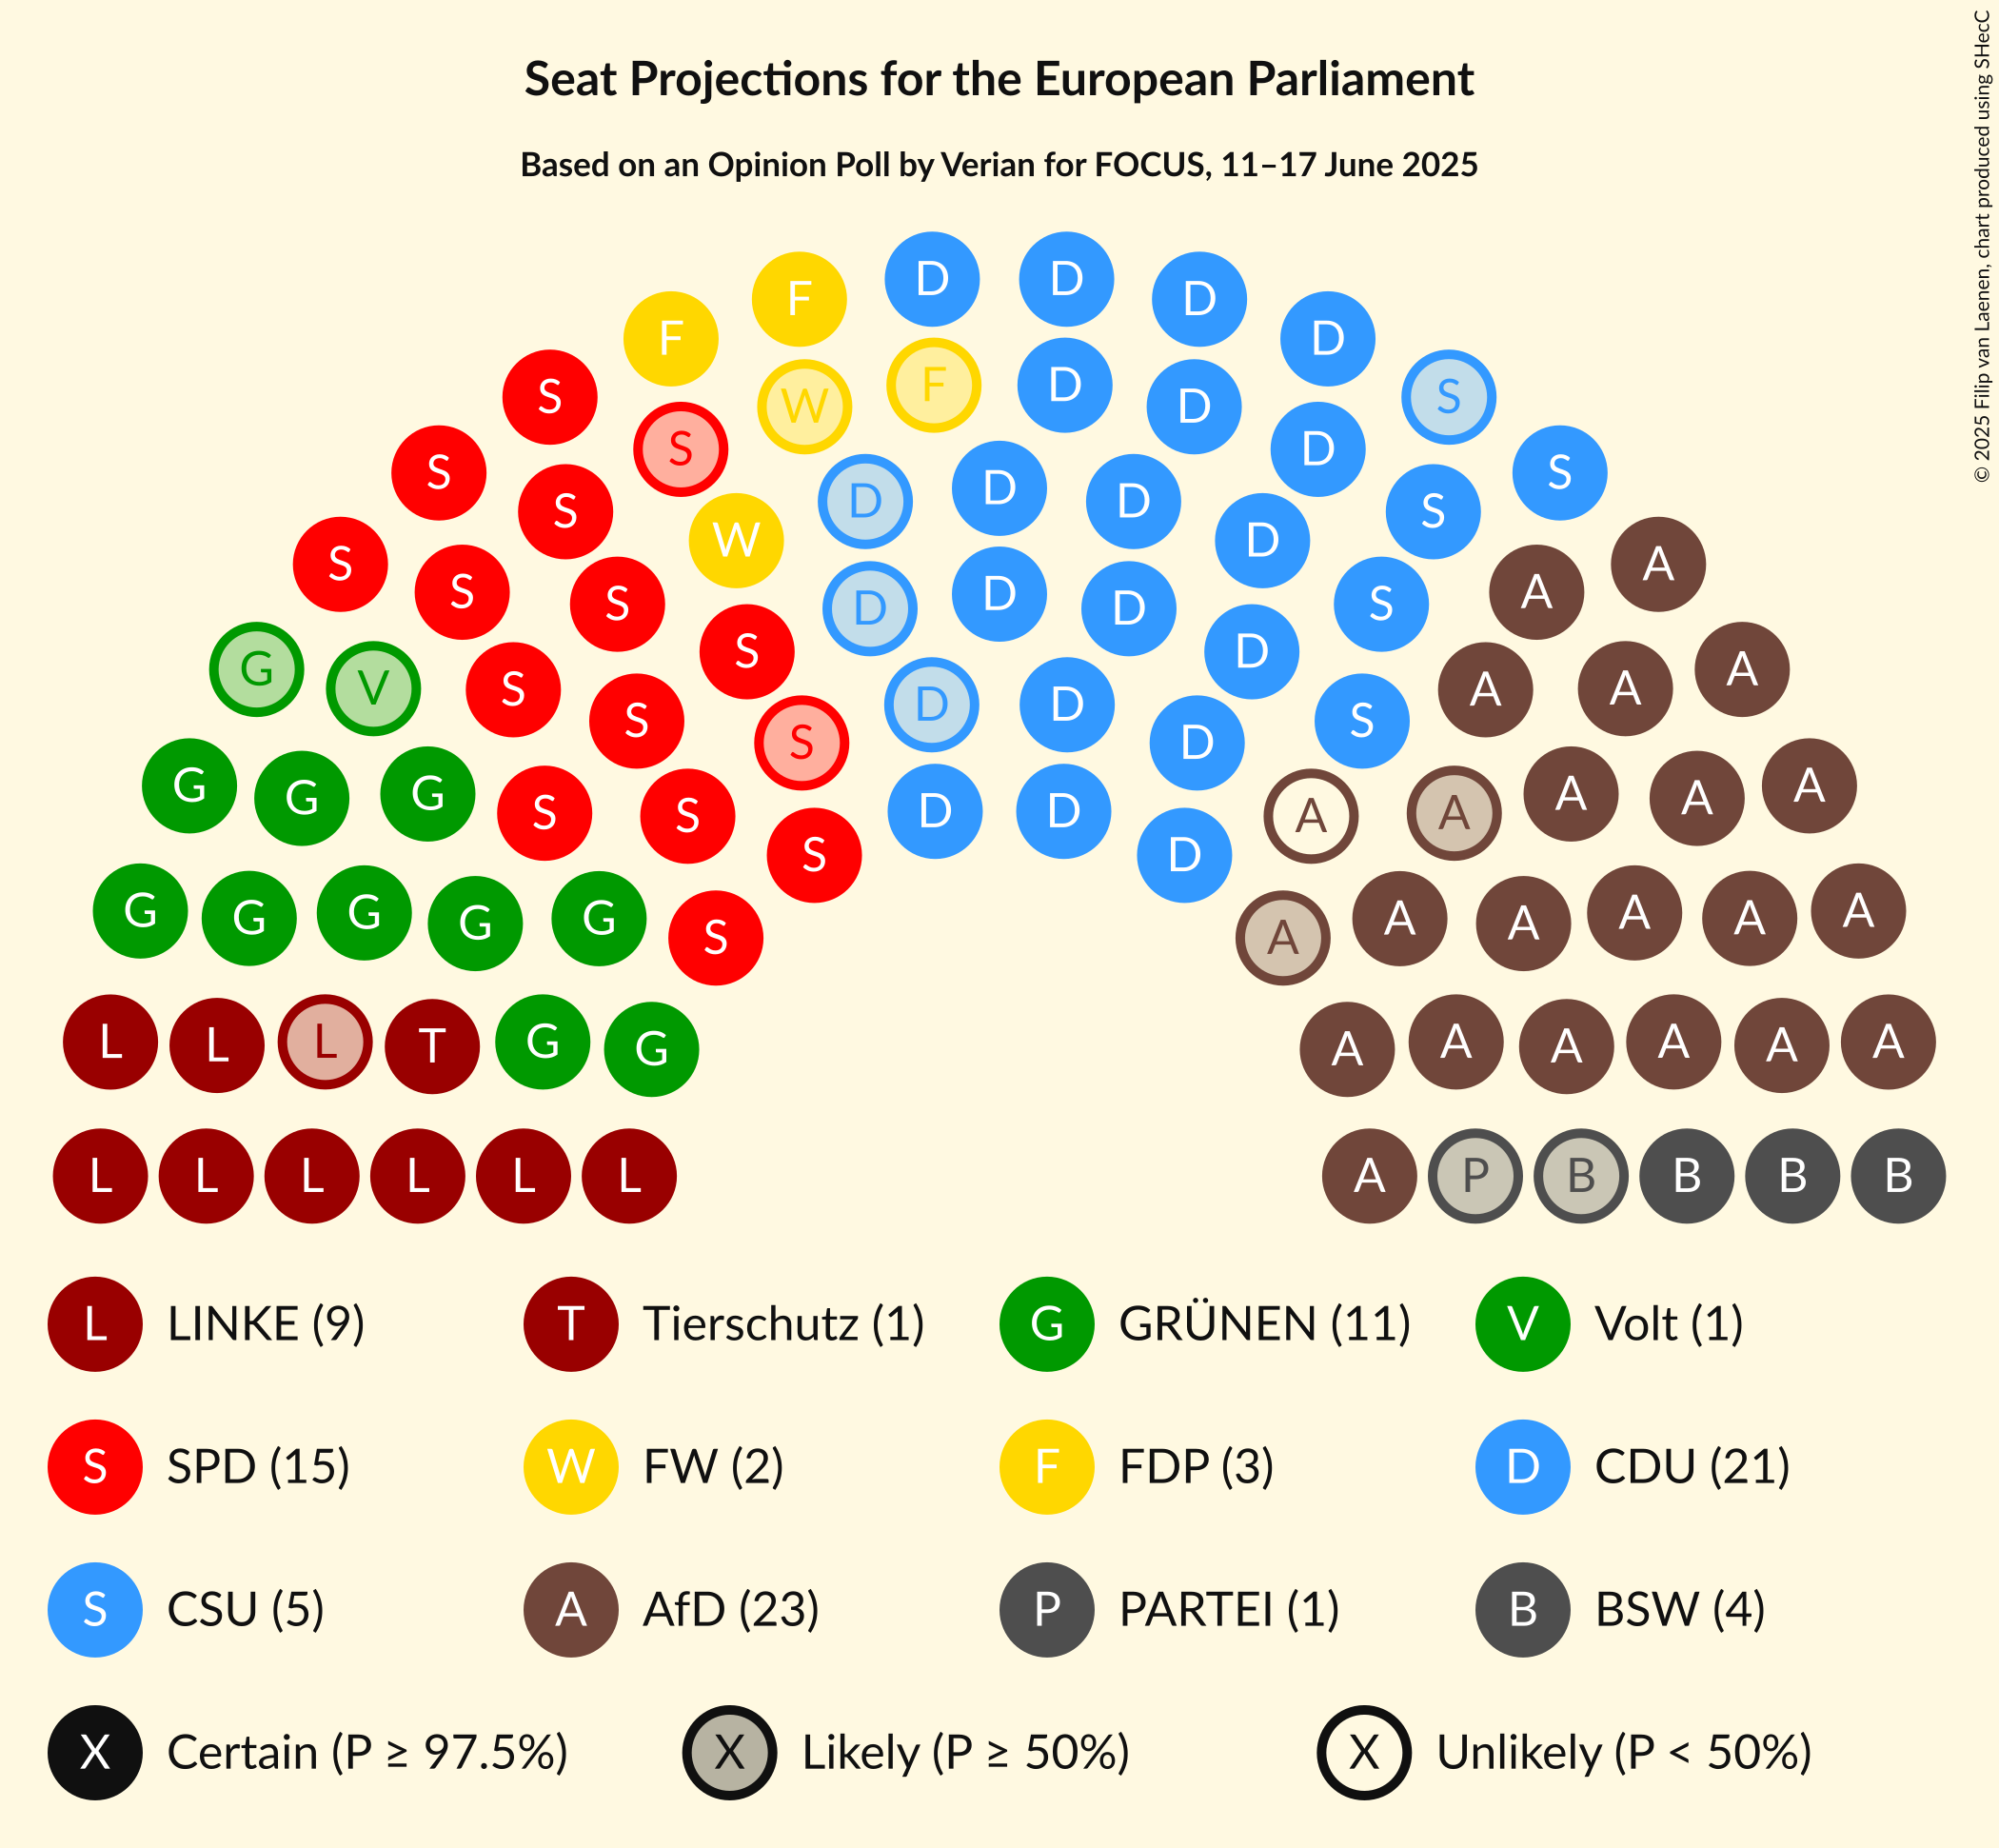 Seat Projections for the European Parliament
Based on an Opinion Poll by Verian for FOCUS, 11–17 June 2025
© 2025 Filip van Laenen, chart produced using SHecC
D D
F D
F D
F D
S W D S
S D
S D
S D S
S D S
W D
D D
S A
S A
S D D S
D
S D A
G A
V S A A
S D D S
S D
G A
G G A A
S D D A
S S A A
S D
G G A A
G G A A
G S A A
L L L T G G A A A A A A
L L L L L L A P B B B B
L LINKE (9) T Tierschutz (1) G GRÜNEN (11) V Volt (1)
S SPD (15) W FW (2) F FDP (3) D CDU (21)
S CSU (5) A AfD (23) P PARTEI (1) B BSW (4)
X Certain (P ≥ 97.5%) X Likely (P ≥ 50%) X Unlikely (P < 50%)